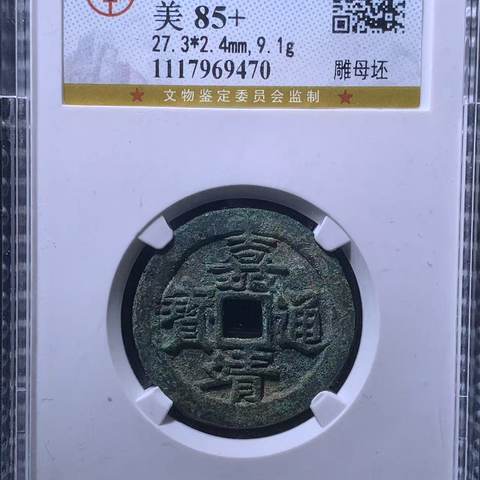 美 85+
27.3*2.4mm,9.1g
1117969470
雕母坯
★ 文物鉴定委员会监制 ★
嘉
寶 通
靖